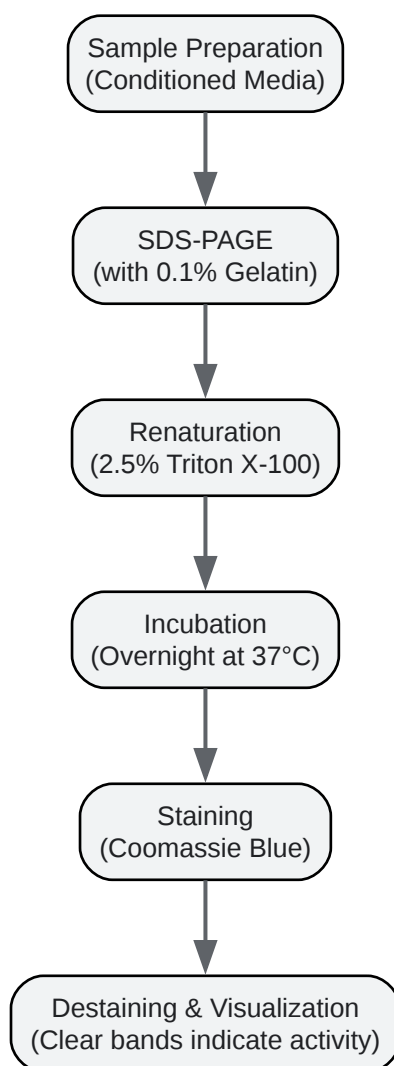 Sample Preparation
(Conditioned Media)
SDS-PAGE
(with 0.1% Gelatin)
Renaturation
(2.5% Triton X-100)
Incubation
(Overnight at 37°C)
Staining
(Coomassie Blue)
Destaining & Visualization
(Clear bands indicate activity)